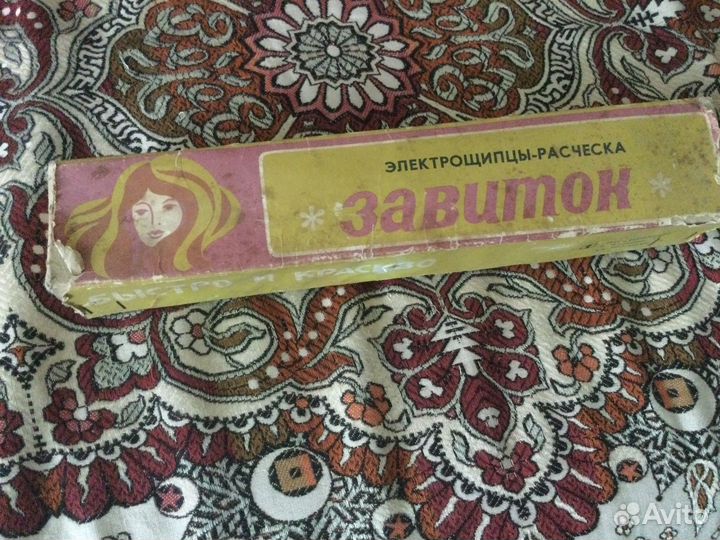 ЭЛЕКТРОЩИПЦЫ-РАСЧЕСКА
завиток
БЫСТРО И КРАСИВО
Avito